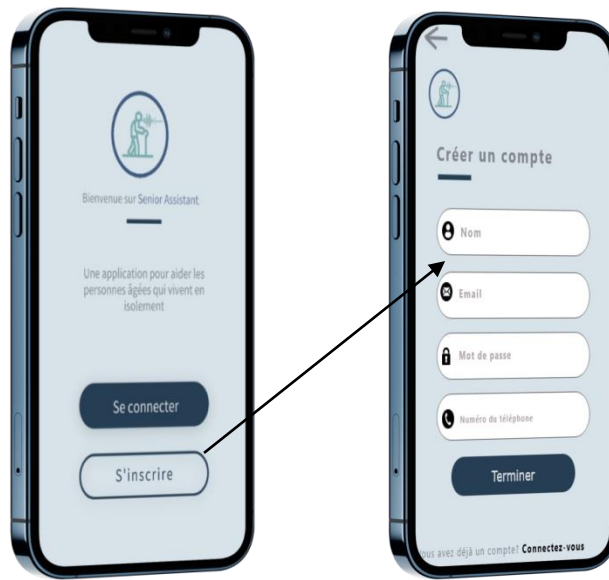 Bienvenue sur Senior Assistant
Une application pour aider les
personnes âgées qui vivent en
isolement
Se connecter
S'inscrire
Créer un compte
Nom
Email
Mot de passe
Numéro du téléphone
Terminer
ous avez déjà un compte? Connectez-vous